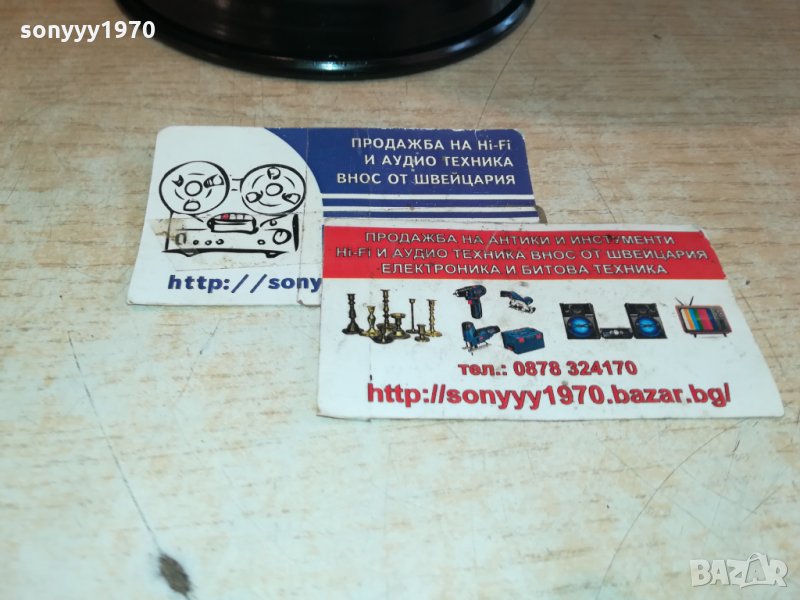 sonyyy1970
ПРОДАЖБА НА Hi-Fi
И АУДИО ТЕХНИКА
ВНОС ОТ ШВЕЙЦАРИЯ
http://sony
ПРОДАЖБА НА АНТИКИ И ИНСТУМЕНТИ
Hi-Fi И АУДИО ТЕХНИКА ВНОС ОТ ШВЕЙЦАРИЯ
ЕЛЕКТРОНИКА И БИТОВА ТЕХНИКА
тел.: 0878 324170
http://sonyyy1970.bazar.bg/
BAZAR